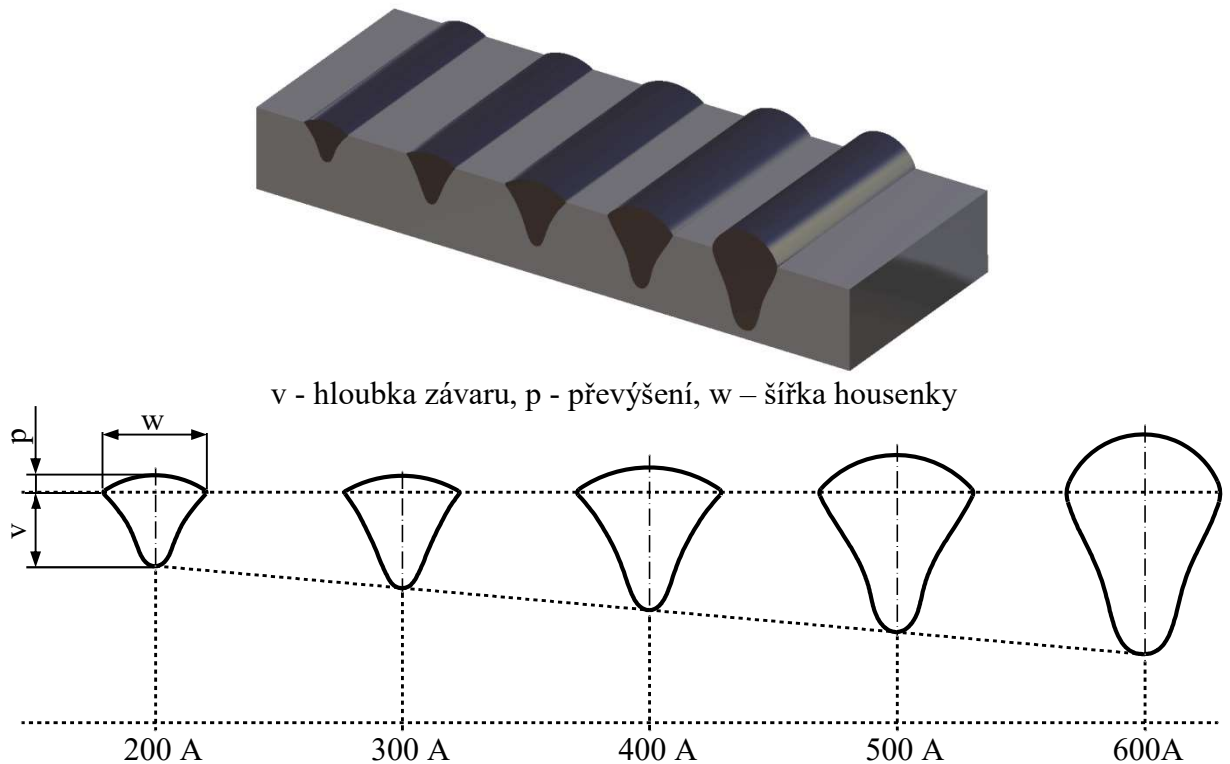 v - hloubka závaru, p - převýšení, w – šířka housenky
p
w
v
200 A
300 A
400 A
500 A
600A